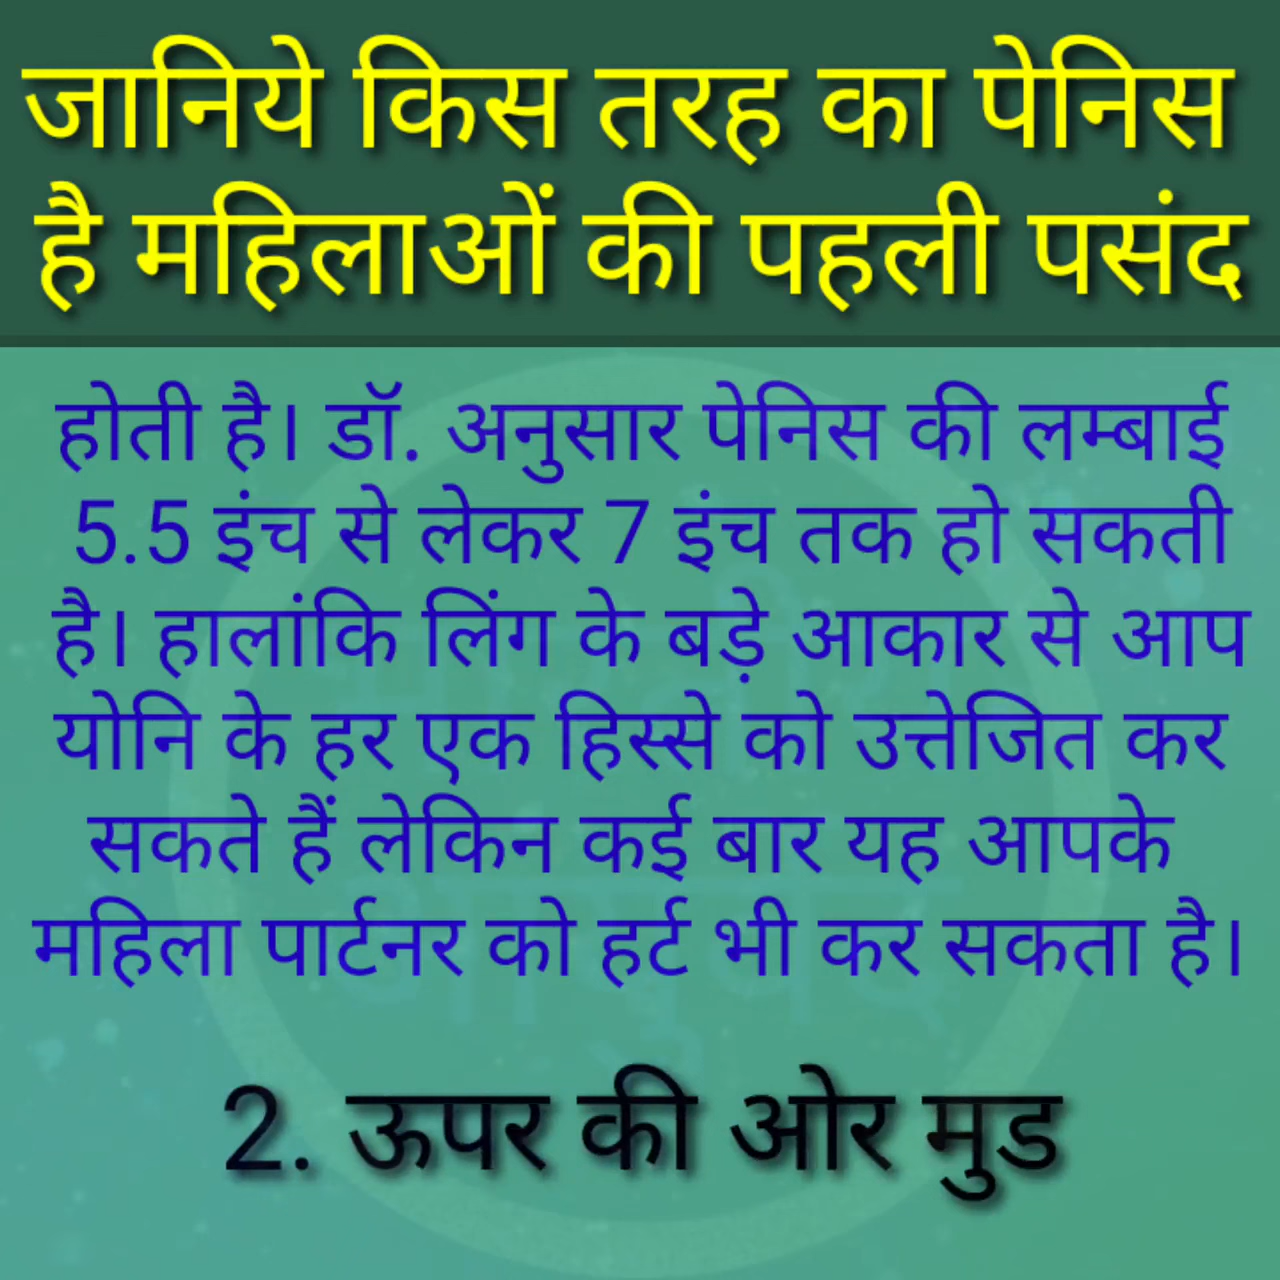 जानिये किस तरह का पेनिस
है महिलाओं की पहली पसंद
होती है। डॉ. अनुसार पेनिस की लम्बाई
5.5 इंच से लेकर 7 इंच तक हो सकती
है। हालांकि लिंग के बड़े आकार से आप
योनि के हर एक हिस्से को उत्तेजित कर
सकते हैं लेकिन कई बार यह आपके
महिला पार्टनर को हर्ट भी कर सकता है।
2. ऊपर की ओर मुड